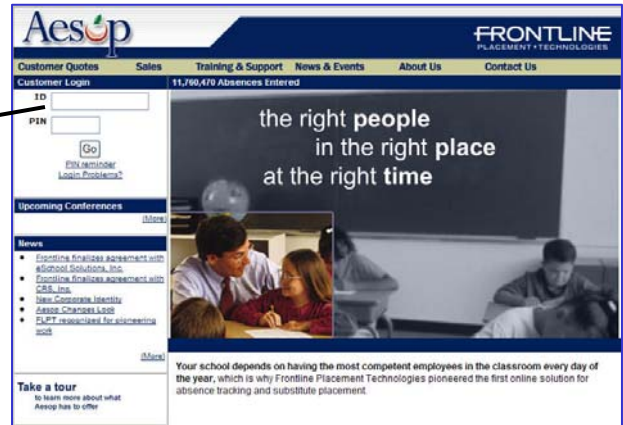 Aesop
FRONTLINE
PLACEMENT • TECHNOLOGIES
Customer Quotes Sales Training & Support News & Events About Us Contact Us
Customer Login
11,760,470 Absences Entered
ID
PIN
Go
PIN reminder
Login Problems?
the right people
in the right place
at the right time
Upcoming Conferences
(More)
News
• Frontline finalizes agreement with
eSchool Solutions, Inc.
• Frontline finalizes agreement with
CRS, Inc.
• New Corporate Identity
• Aesop Changes Look
• FLPT recognized for pioneering
work
(More)
Your school depends on having the most competent employees in the classroom every day of
the year, which is why Frontline Placement Technologies pioneered the first online solution for
absence tracking and substitute placement
Take a tour
to learn more about what
Aesop has to offer